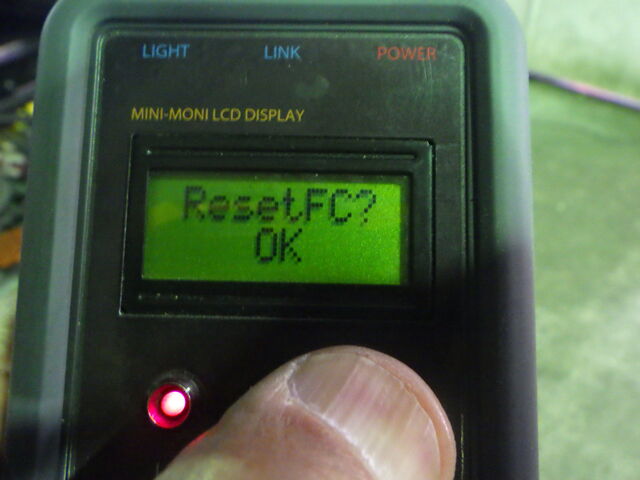 LIGHT LINK POWER
MINI-MONI LCD DISPLAY
ResetFC?
OK